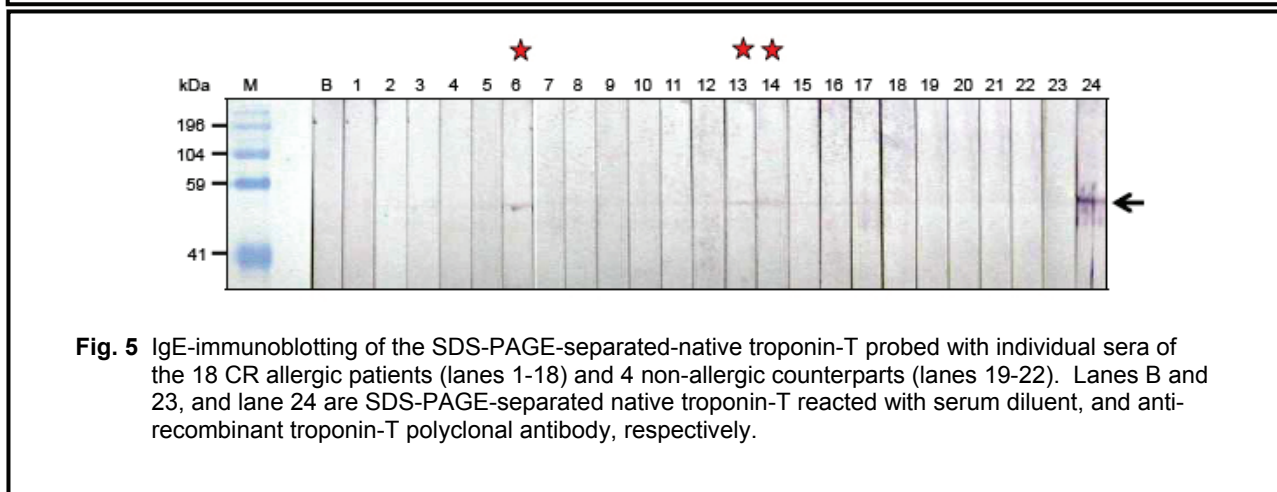 kDa M B 1 2 3 4 5 6 7 8 9 10 11 12 13 14 15 16 17 18 19 20 21 22 23 24
196
104
59
41
Fig. 5 IgE-immunoblotting of the SDS-PAGE-separated-native troponin-T probed with individual sera of
the 18 CR allergic patients (lanes 1-18) and 4 non-allergic counterparts (lanes 19-22). Lanes B and
23, and lane 24 are SDS-PAGE-separated native troponin-T reacted with serum diluent, and anti-
recombinant troponin-T polyclonal antibody, respectively.